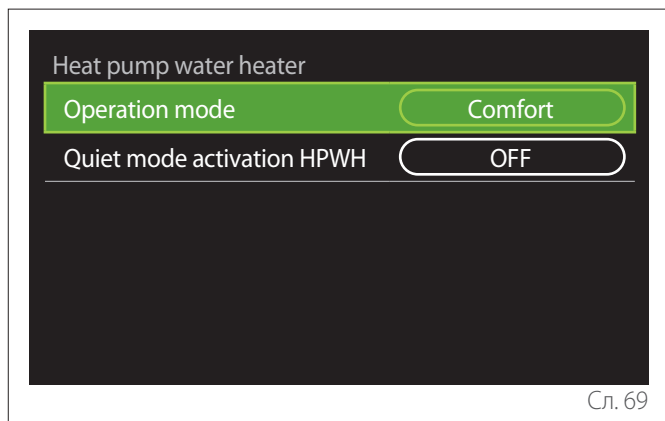 Heat pump water heater
Operation mode Comfort
Quiet mode activation HPWH OFF
Сл. 69